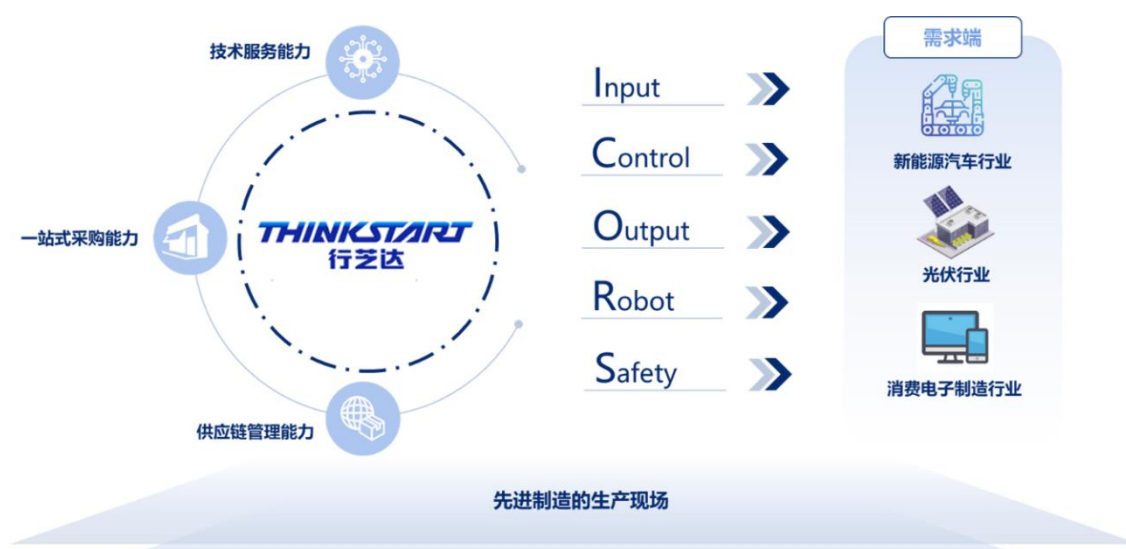 技术服务能力
一站式采购能力
THINKSTART
行芝达
供应链管理能力
Input
Control
Output
Robot
Safety
需求端
新能源汽车行业
光伏行业
消费电子制造行业
先进制造的生产现场